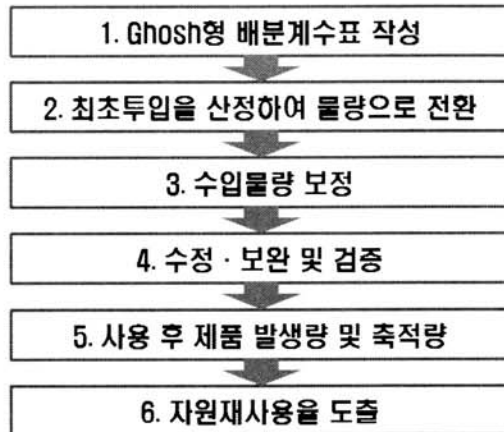 1. Ghosh형 배분계수표 작성
2. 최초투입을 산정하여 물량으로 전환
3. 수입물량 보정
4. 수정 · 보완 및 검증
5. 사용 후 제품 발생량 및 축적량
6. 자원재사용율 도출